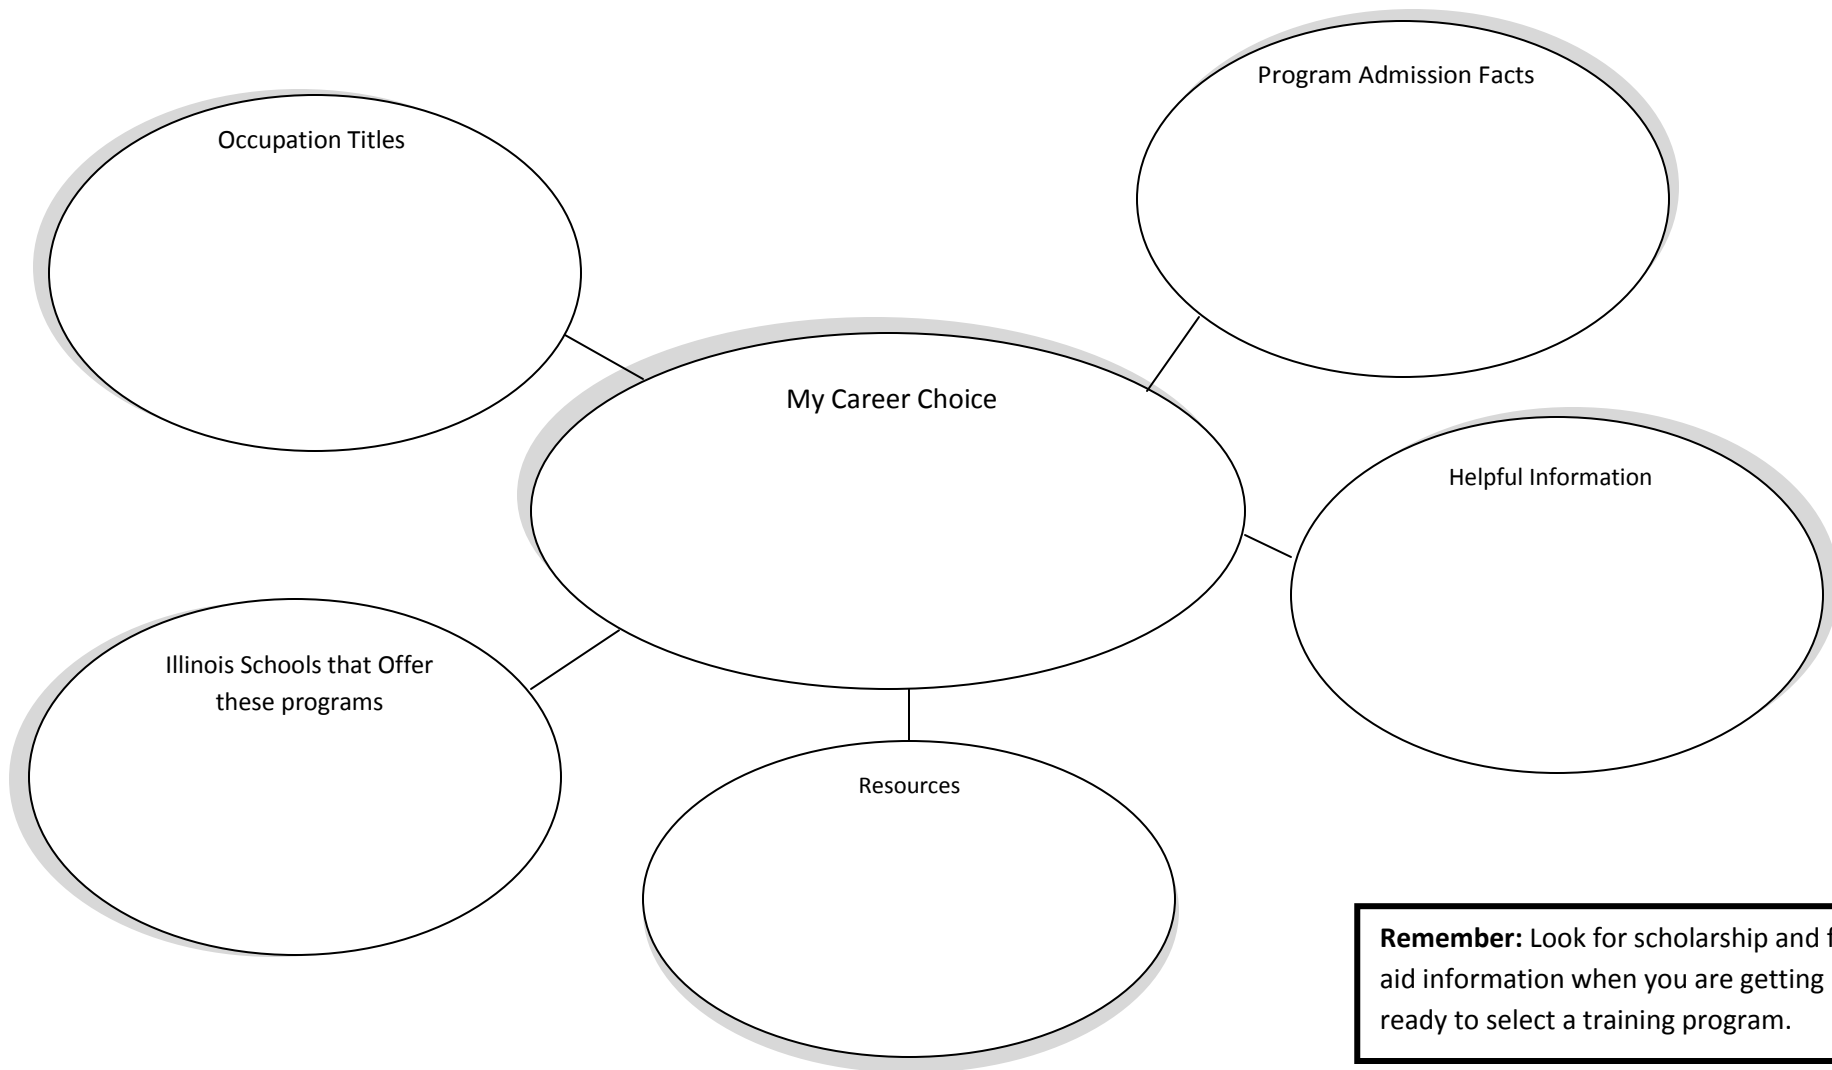 Program Admission Facts
Occupation Titles
My Career Choice
Helpful Information
Illinois Schools that Offer
these programs
Resources
Remember: Look for scholarship and
aid information when you are getting
ready to select a training program.